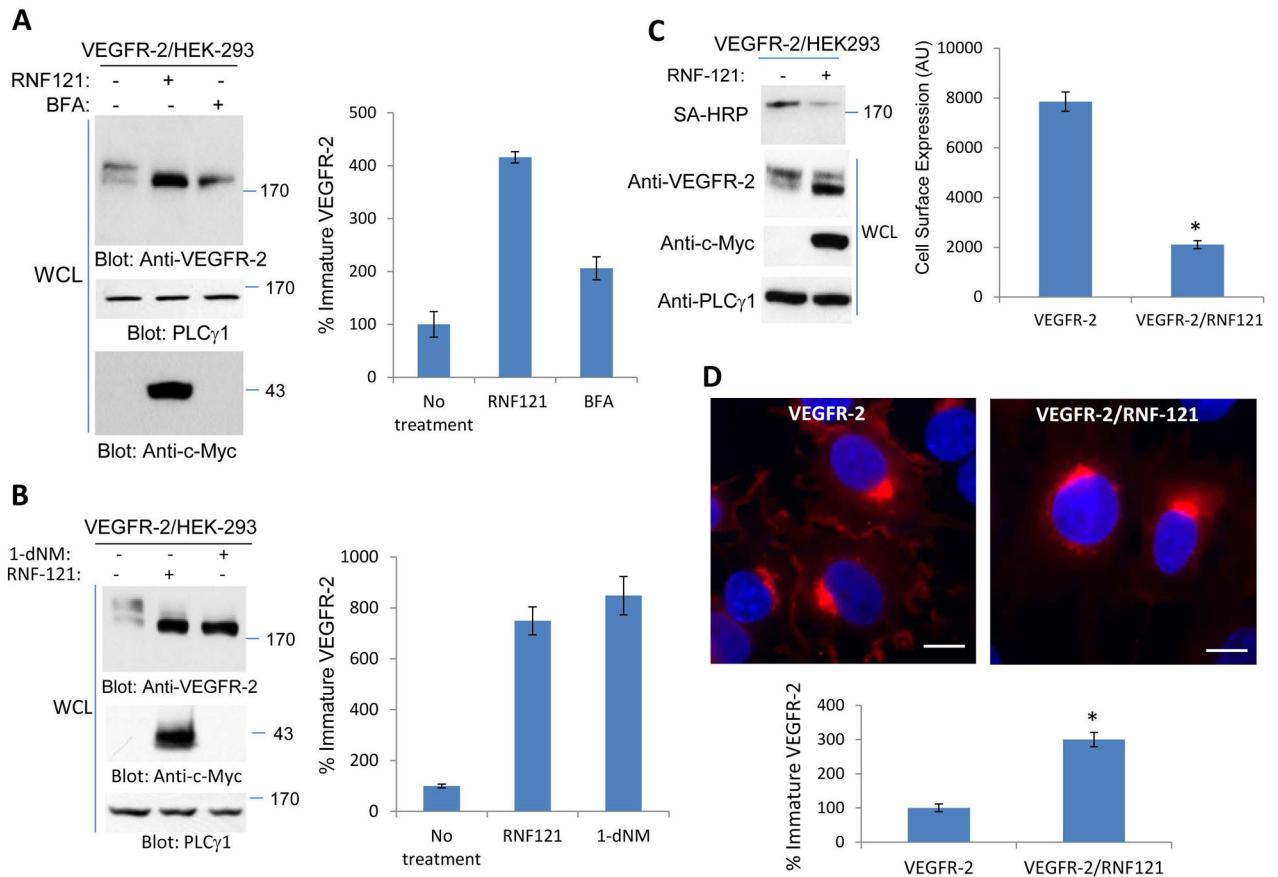 A
VEGFR-2/HEK-293
RNF121: - + -
BFA: - - +
170
Blot: Anti-VEGFR-2
WCL
170
Blot: PLCγ1
43
Blot: Anti-c-Myc
% Immature VEGFR-2
500
400
300
200
100
0
No treatment
RNF121
BFA
B
VEGFR-2/HEK-293
1-dNM: - - +
RNF-121: - + -
170
Blot: Anti-VEGFR-2
WCL
43
Blot: Anti-c-Myc
170
Blot: PLCγ1
% Immature VEGFR-2
1000
800
600
400
200
0
No treatment
RNF121
1-dNM
C
VEGFR-2/HEK293
RNF-121: - +
SA-HRP
170
Anti-VEGFR-2
Anti-c-Myc
WCL
Anti-PLCγ1
Cell Surface Expression (AU)
10000
8000
6000
4000
2000
0
*
VEGFR-2
VEGFR-2/RNF121
D
VEGFR-2
VEGFR-2/RNF-121
% Immature VEGFR-2
400
300
200
100
0
*
VEGFR-2
VEGFR-2/RNF121